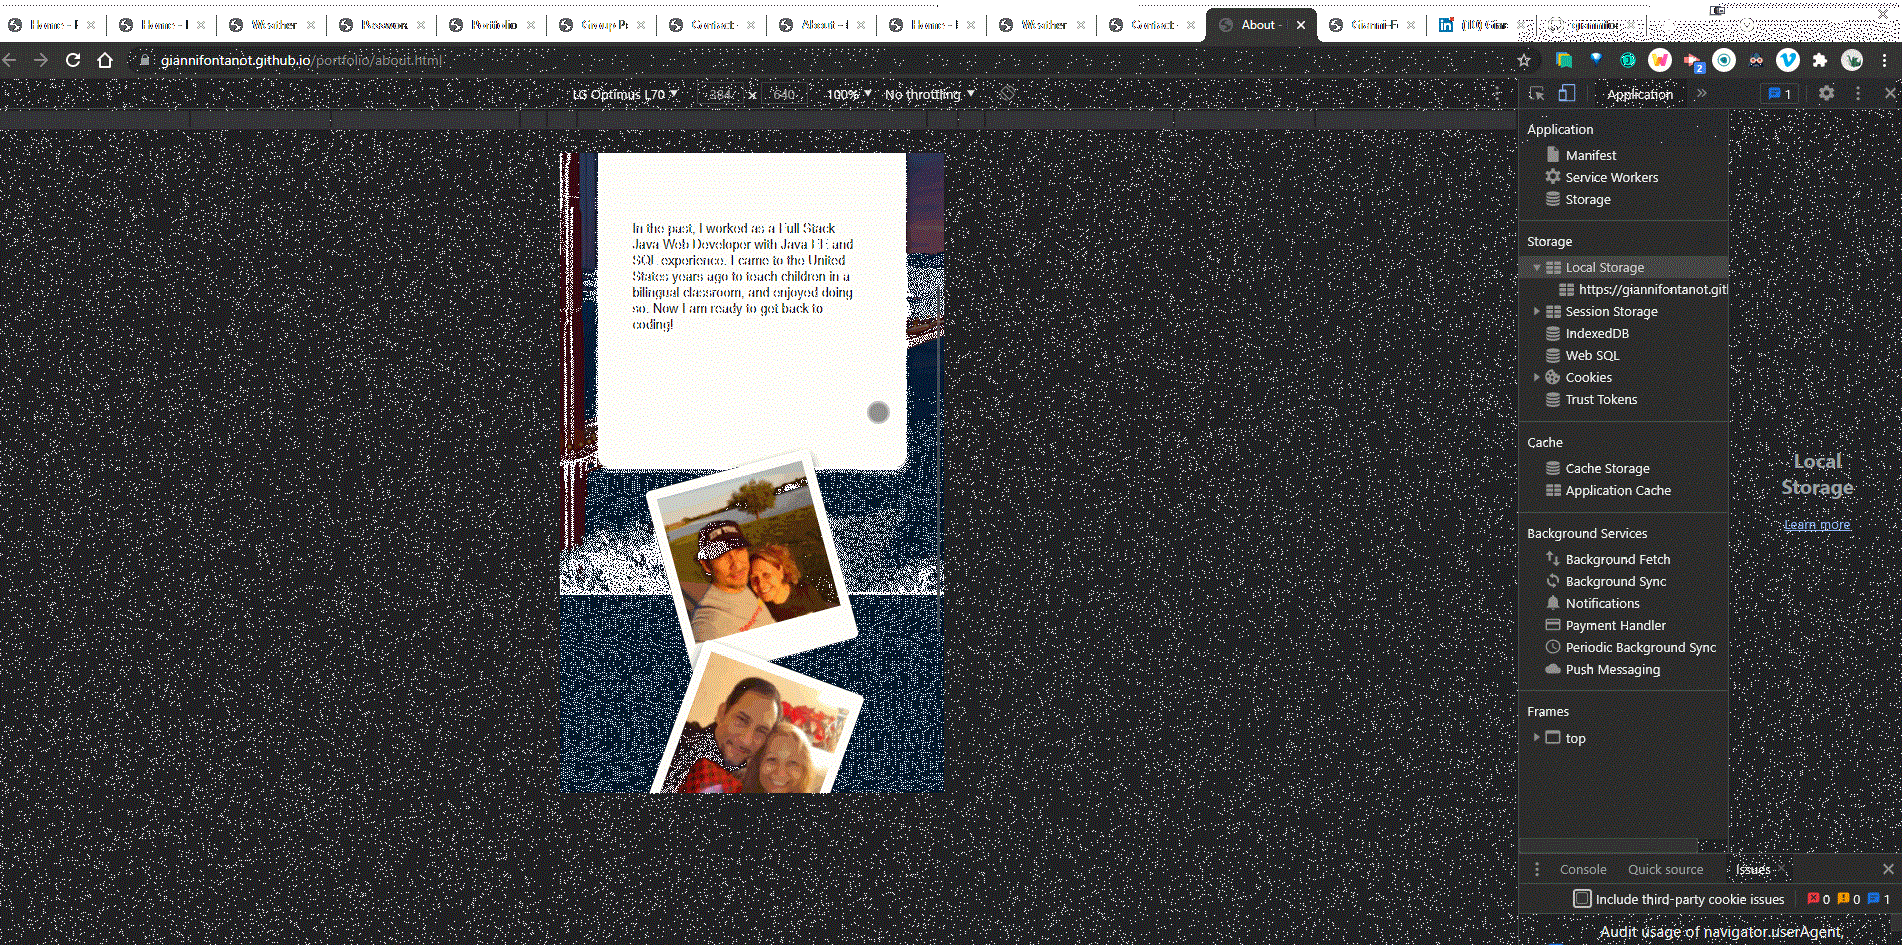 Home -
Home -
Weather
Passwor
Portfolio
Group P
Contact -
About -
Home -
Weather
Contact -
About -
Gianni F
giannifontanot.github.io/portfolio/about.html
2
LG Optimus L70 384 x 640 100% No throttling
Application 1
Application
Manifest
Service Workers
Storage
Storage
Local Storage
https://giannifontanot.git
Session Storage
IndexedDB
Web SQL
Cookies
Trust Tokens
Cache
Cache Storage
Application Cache
Background Services
Background Fetch
Background Sync
Notifications
Payment Handler
Periodic Background Sync
Push Messaging
Frames
top
In the past, I worked as a Full Stack
Java Web Developer with Java EE and
SQL experience. I came to the United
States years ago to teach children in a
bilingual classroom, and enjoyed doing
so. Now I am ready to get back to
coding!
Local
Storage
Learn more
Console Quick source Issues
Include third-party cookie issues 0 0 1
Audit usage of navigator.userAgent,